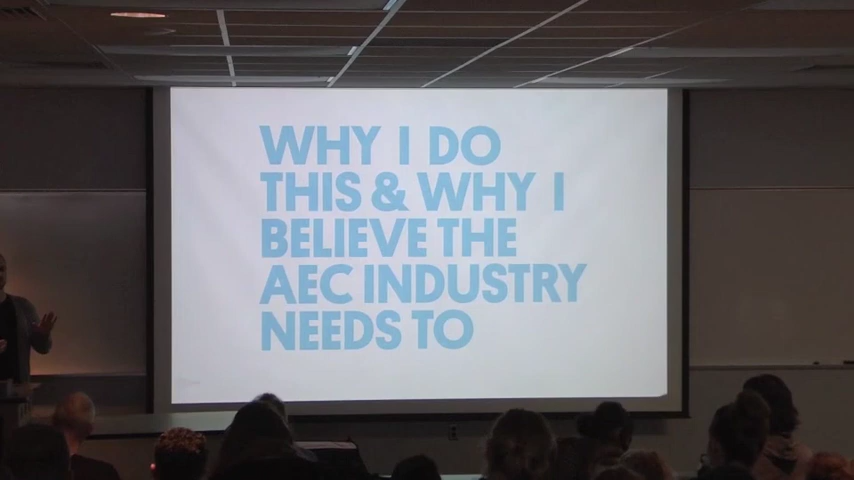 WHY I DO
THIS & WHY I
BELIEVE THE
AEC INDUSTRY
NEEDS TO